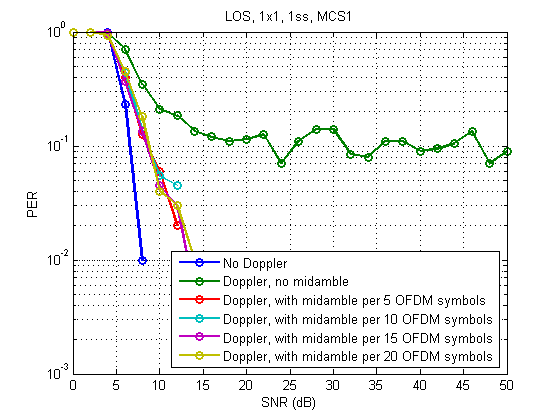 LOS, 1x1, 1ss, MCS1
10^0
10^-1
10^-2
10^-3
PER
No Doppler
Doppler, no midamble
Doppler, with midamble per 5 OFDM symbols
Doppler, with midamble per 10 OFDM symbols
Doppler, with midamble per 15 OFDM symbols
Doppler, with midamble per 20 OFDM symbols
0 5 10 15 20 25 30 35 40 45 50
SNR (dB)